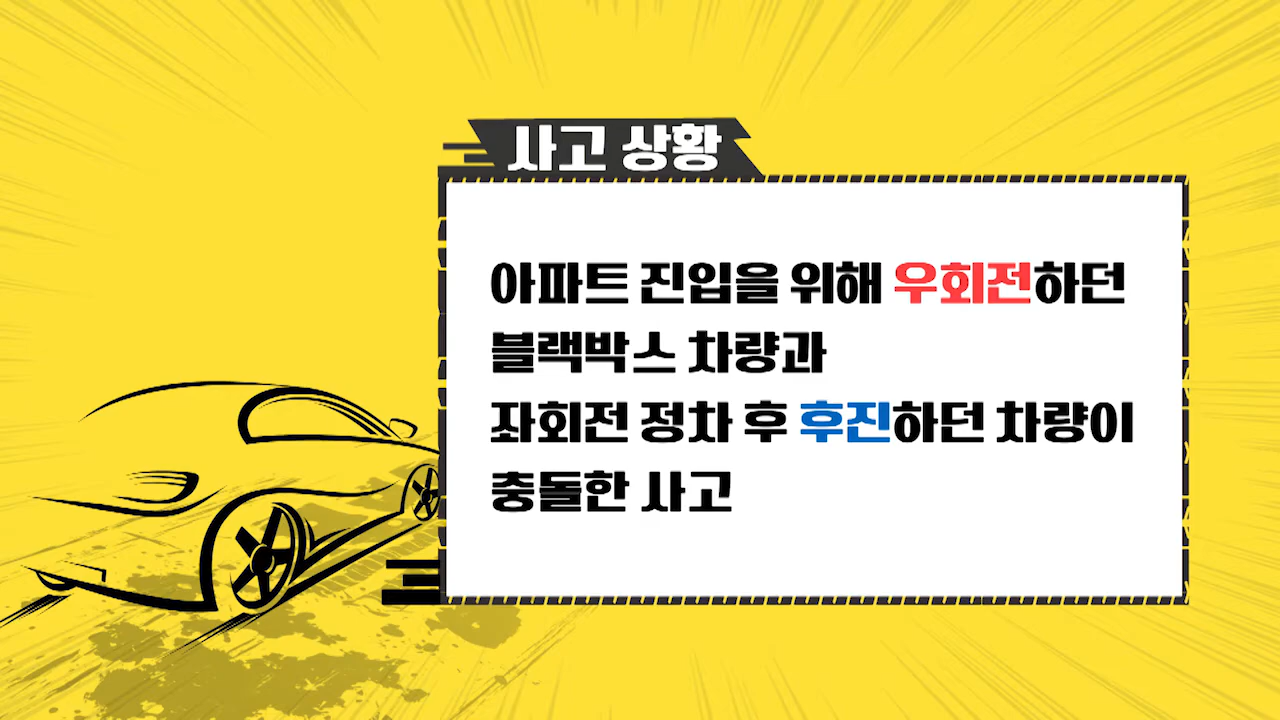 사고 상황
아파트 진입을 위해 우회전하던
블랙박스 차량과
좌회전 정차 후 후진하던 차량이
충돌한 사고